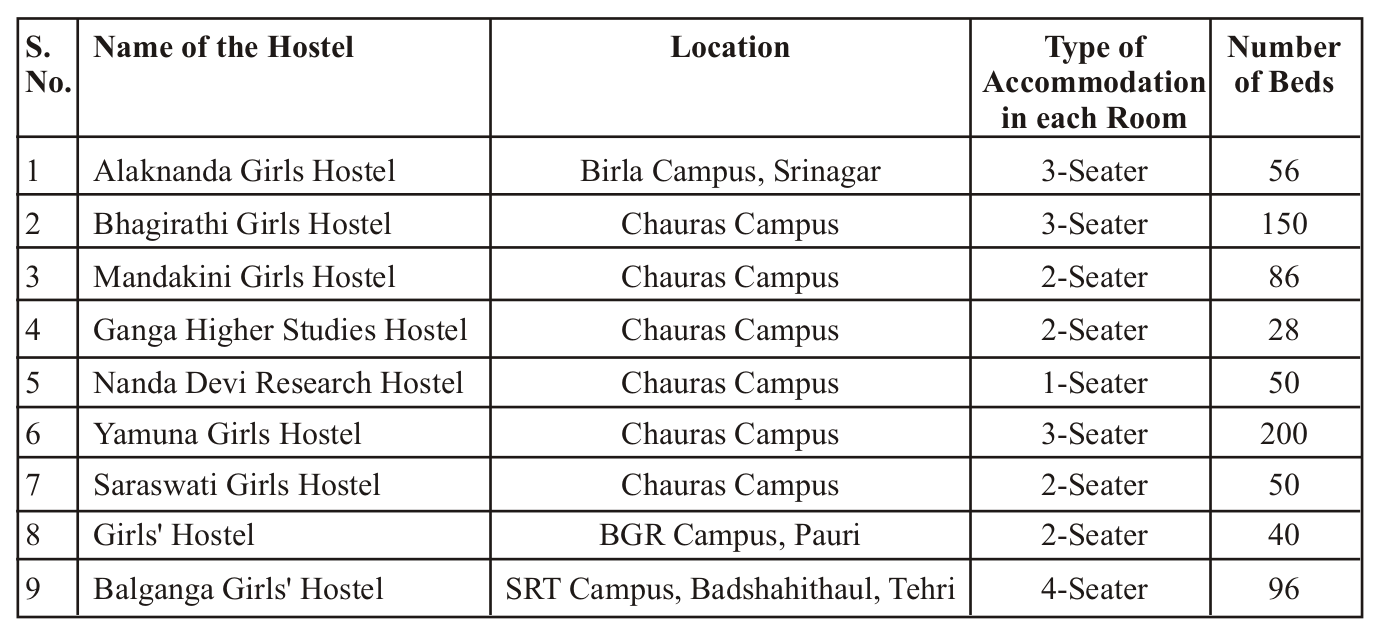 S. No. Name of the Hostel Location Type of Accommodation in each Room Number of Beds
1 Alaknanda Girls Hostel Birla Campus, Srinagar 3-Seater 56
2 Bhagirathi Girls Hostel Chauras Campus 3-Seater 150
3 Mandakini Girls Hostel Chauras Campus 2-Seater 86
4 Ganga Higher Studies Hostel Chauras Campus 2-Seater 28
5 Nanda Devi Research Hostel Chauras Campus 1-Seater 50
6 Yamuna Girls Hostel Chauras Campus 3-Seater 200
7 Saraswati Girls Hostel Chauras Campus 2-Seater 50
8 Girls' Hostel BGR Campus, Pauri 2-Seater 40
9 Balganga Girls' Hostel SRT Campus, Badshahithaul, Tehri 4-Seater 96